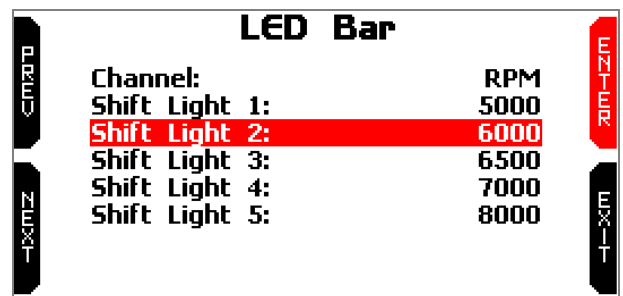 LED Bar
PREV
NEXT
Channel: RPM
Shift Light 1: 5000
Shift Light 2: 6000
Shift Light 3: 6500
Shift Light 4: 7000
Shift Light 5: 8000
ENTER
EXIT